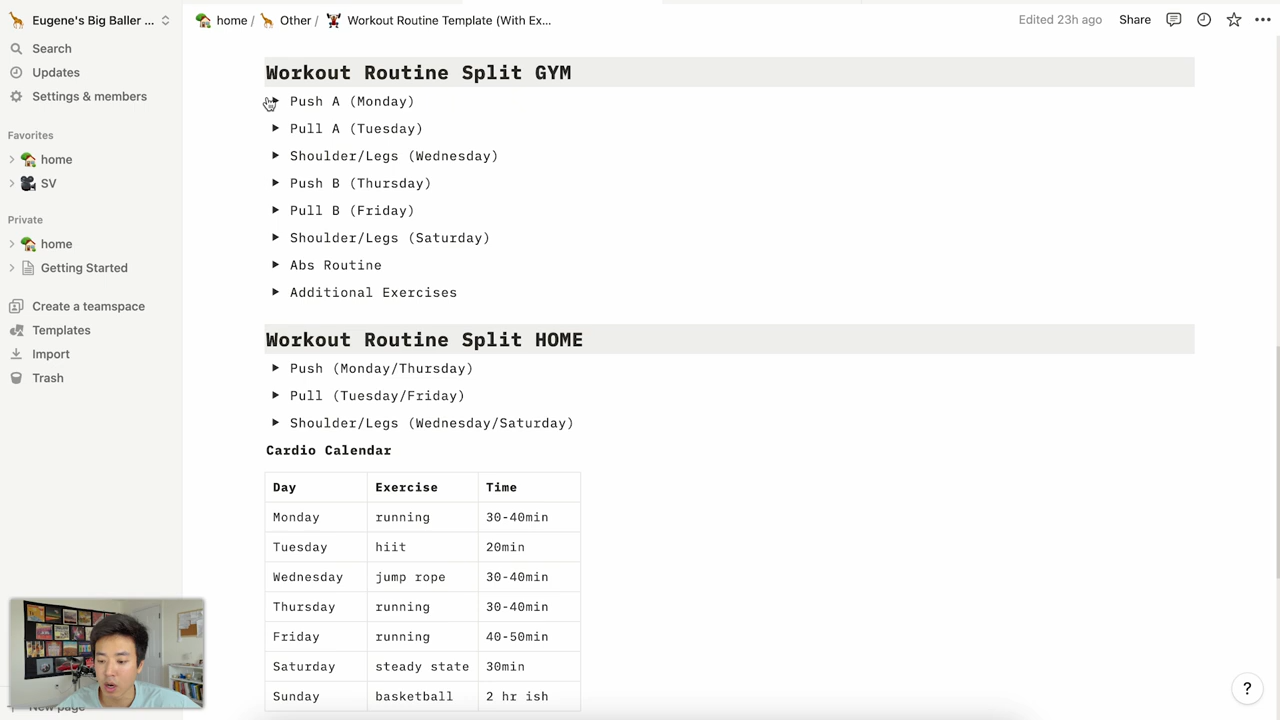 Eugene's Big Baller ...
Search
Updates
Settings & members
Favorites
home
SV
Private
home
Getting Started
Create a teamspace
Templates
Import
Trash
New page
home / Other / Workout Routine Template (With Ex...
Edited 23h ago Share
Workout Routine Split GYM
Push A (Monday)
Pull A (Tuesday)
Shoulder/Legs (Wednesday)
Push B (Thursday)
Pull B (Friday)
Shoulder/Legs (Saturday)
Abs Routine
Additional Exercises
Workout Routine Split HOME
Push (Monday/Thursday)
Pull (Tuesday/Friday)
Shoulder/Legs (Wednesday/Saturday)
Cardio Calendar
Day Exercise Time
Monday running 30-40min
Tuesday hiit 20min
Wednesday jump rope 30-40min
Thursday running 30-40min
Friday running 40-50min
Saturday steady state 30min
Sunday basketball 2 hr ish
?